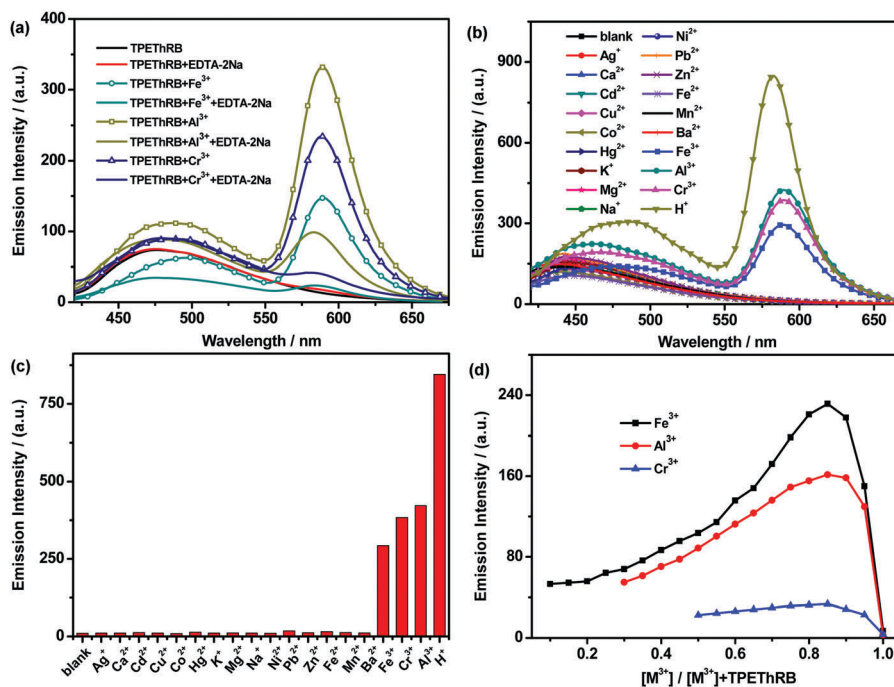 (a)
400
300
200
100
0
450 500 550 600 650
Emission Intensity / (a.u.)
Wavelength / nm
TPEThRB
TPEThRB+EDTA-2Na
TPEThRB+Fe³⁺
TPEThRB+Fe³⁺+EDTA-2Na
TPEThRB+Al³⁺
TPEThRB+Al³⁺+EDTA-2Na
TPEThRB+Cr³⁺
TPEThRB+Cr³⁺+EDTA-2Na
(b)
900
600
300
0
450 500 550 600 650
Emission Intensity / (a.u.)
Wavelength / nm
blank
Ag⁺
Ca²⁺
Cd²⁺
Cu²⁺
Co²⁺
Hg²⁺
K⁺
Mg²⁺
Na⁺
Ni²⁺
Pb²⁺
Zn²⁺
Fe²⁺
Mn²⁺
Ba²⁺
Fe³⁺
Al³⁺
Cr³⁺
H⁺
(c)
750
500
250
0
Emission Intensity / (a.u.)
blank
Ag⁺
Ca²⁺
Cd²⁺
Cu²⁺
Co²⁺
Hg²⁺
K⁺
Mg²⁺
Na⁺
Ni²⁺
Pb²⁺
Zn²⁺
Fe²⁺
Mn²⁺
Ba²⁺
Fe³⁺
Cr³⁺
Al³⁺
H⁺
(d)
240
160
80
0
0.2 0.4 0.6 0.8 1.0
Emission Intensity / (a.u.)
[M³⁺] / [M³⁺]+TPEThRB
Fe³⁺
Al³⁺
Cr³⁺